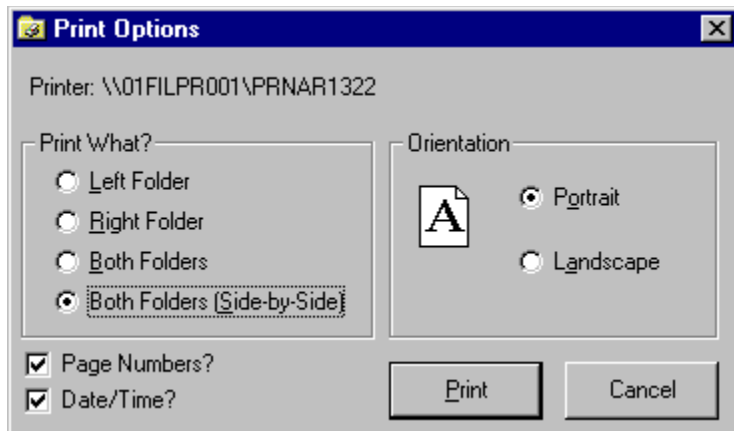 Print Options
Printer: \\01FILPR001\PRNAR1322
Print What?
Left Folder
Right Folder
Both Folders
Both Folders (Side-by-Side)
Orientation
A
Portrait
Landscape
Page Numbers?
Date/Time?
Print
Cancel